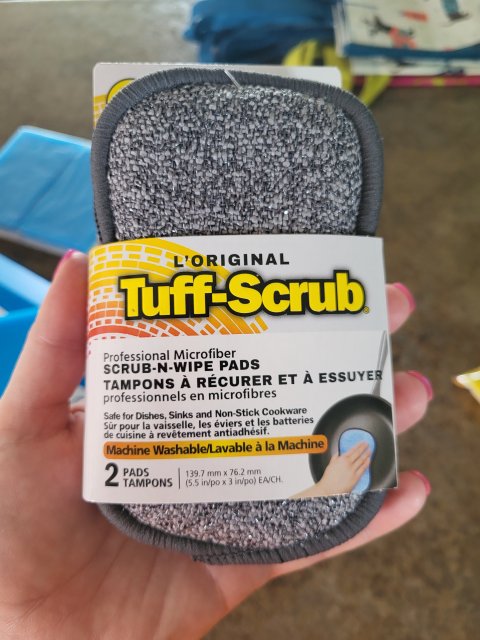 L'ORIGINAL
Tuff-Scrub®
Professional Microfiber
SCRUB-N-WIPE PADS
TAMPONS À RÉCURER ET À ESSUYER
professionnels en microfibres
Safe for Dishes, Sinks and Non-Stick Cookware
Sûr pour la vaisselle, les éviers et les batteries
de cuisine à revêtement antiadhésif.
Machine Washable/Lavable à la Machine
2 PADS
TAMPONS
139.7 mm x 76.2 mm
(5.5 in/po x 3 in/po) EA/CH.